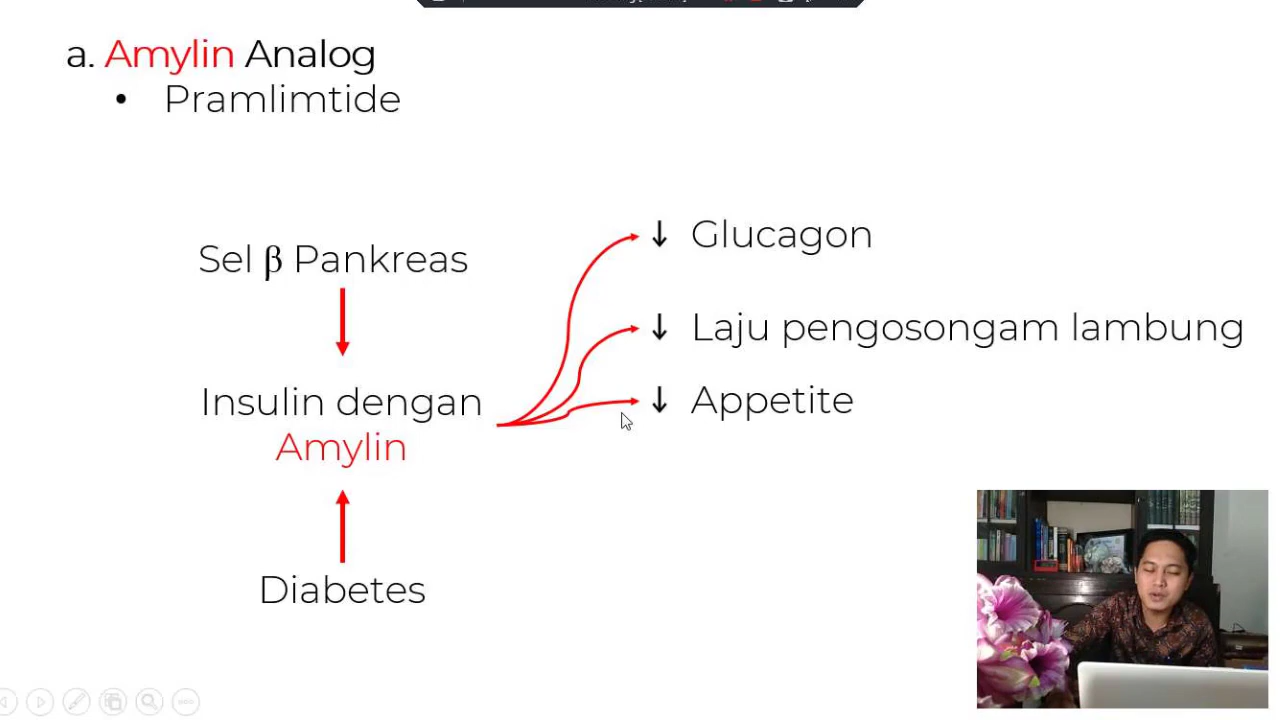 a. Amylin Analog
• Pramlimtide
Sel β Pankreas
Insulin dengan
Amylin
Diabetes
↓ Glucagon
↓ Laju pengosongam lambung
↓ Appetite